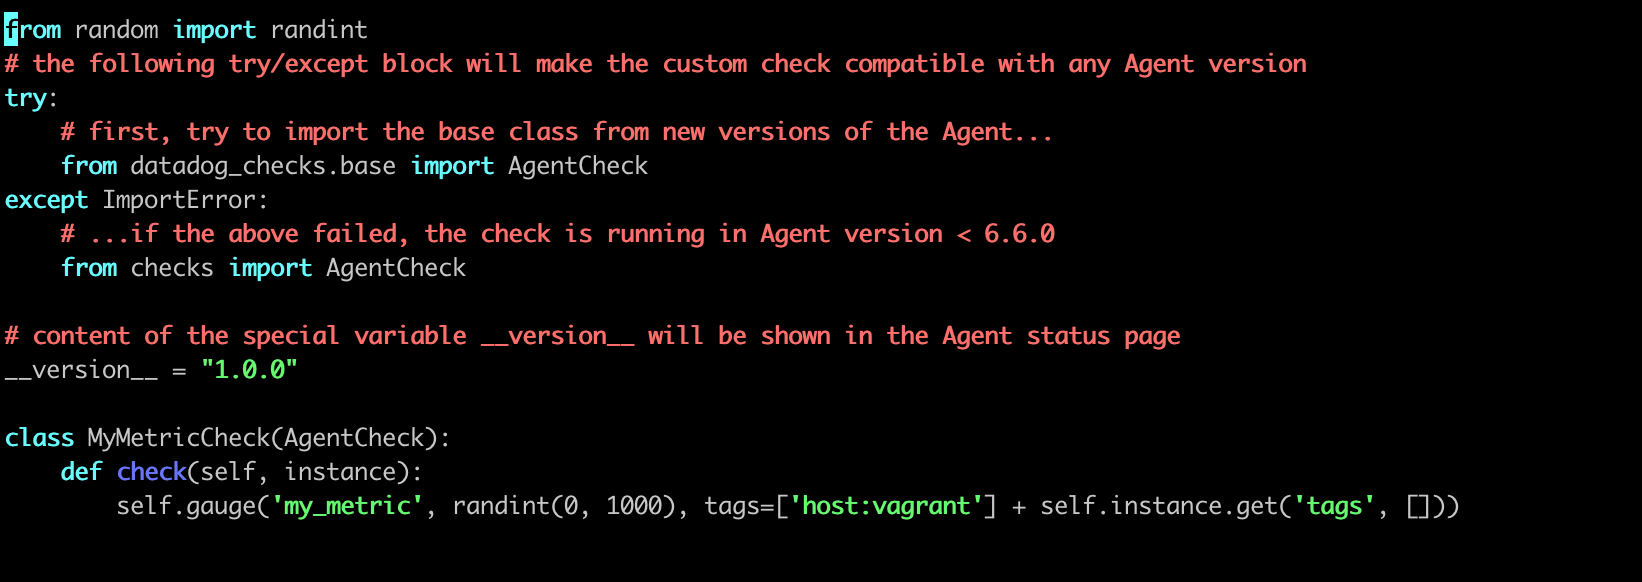 from random import randint
# the following try/except block will make the custom check compatible with any Agent version
try:
    # first, try to import the base class from new versions of the Agent...
    from datadog_checks.base import AgentCheck
except ImportError:
    # ...if the above failed, the check is running in Agent version < 6.6.0
    from checks import AgentCheck

# content of the special variable __version__ will be shown in the Agent status page
__version__ = "1.0.0"

class MyMetricCheck(AgentCheck):
    def check(self, instance):
        self.gauge('my_metric', randint(0, 1000), tags=['host:vagrant'] + self.instance.get('tags', []))